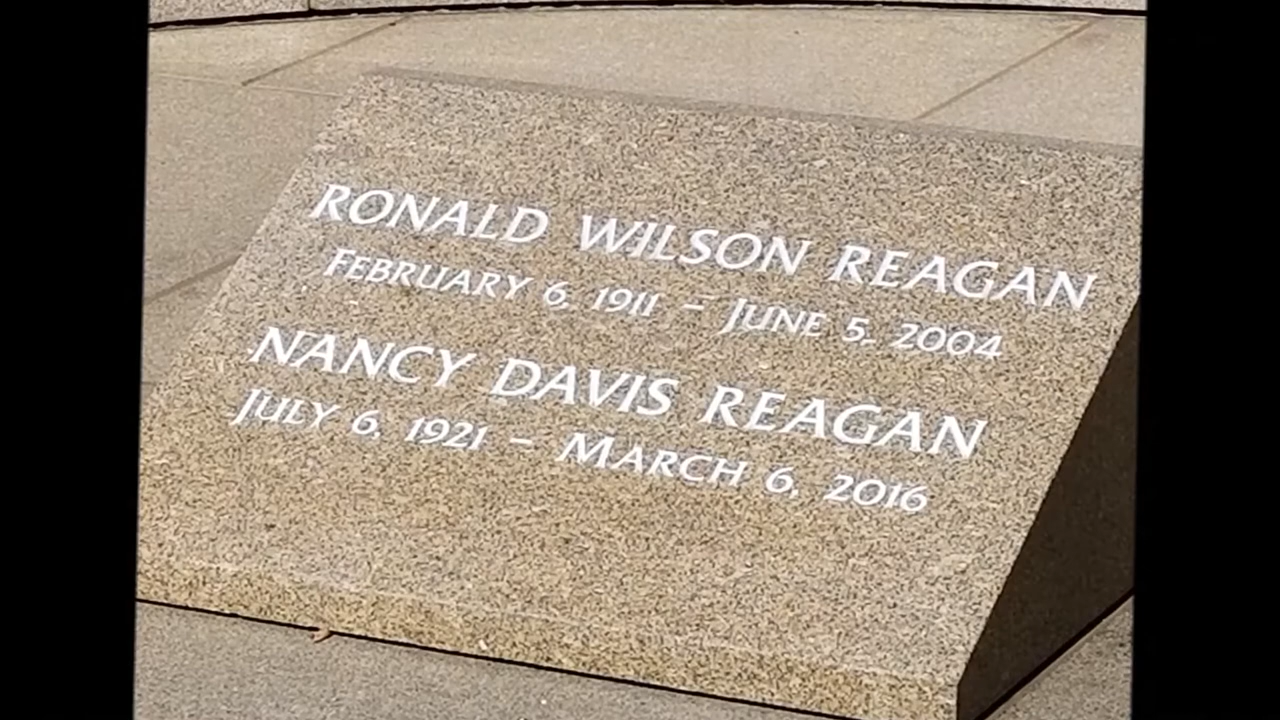 RONALD WILSON REAGAN
FEBRUARY 6, 1911 – JUNE 5, 2004
NANCY DAVIS REAGAN
JULY 6, 1921 – MARCH 6, 2016